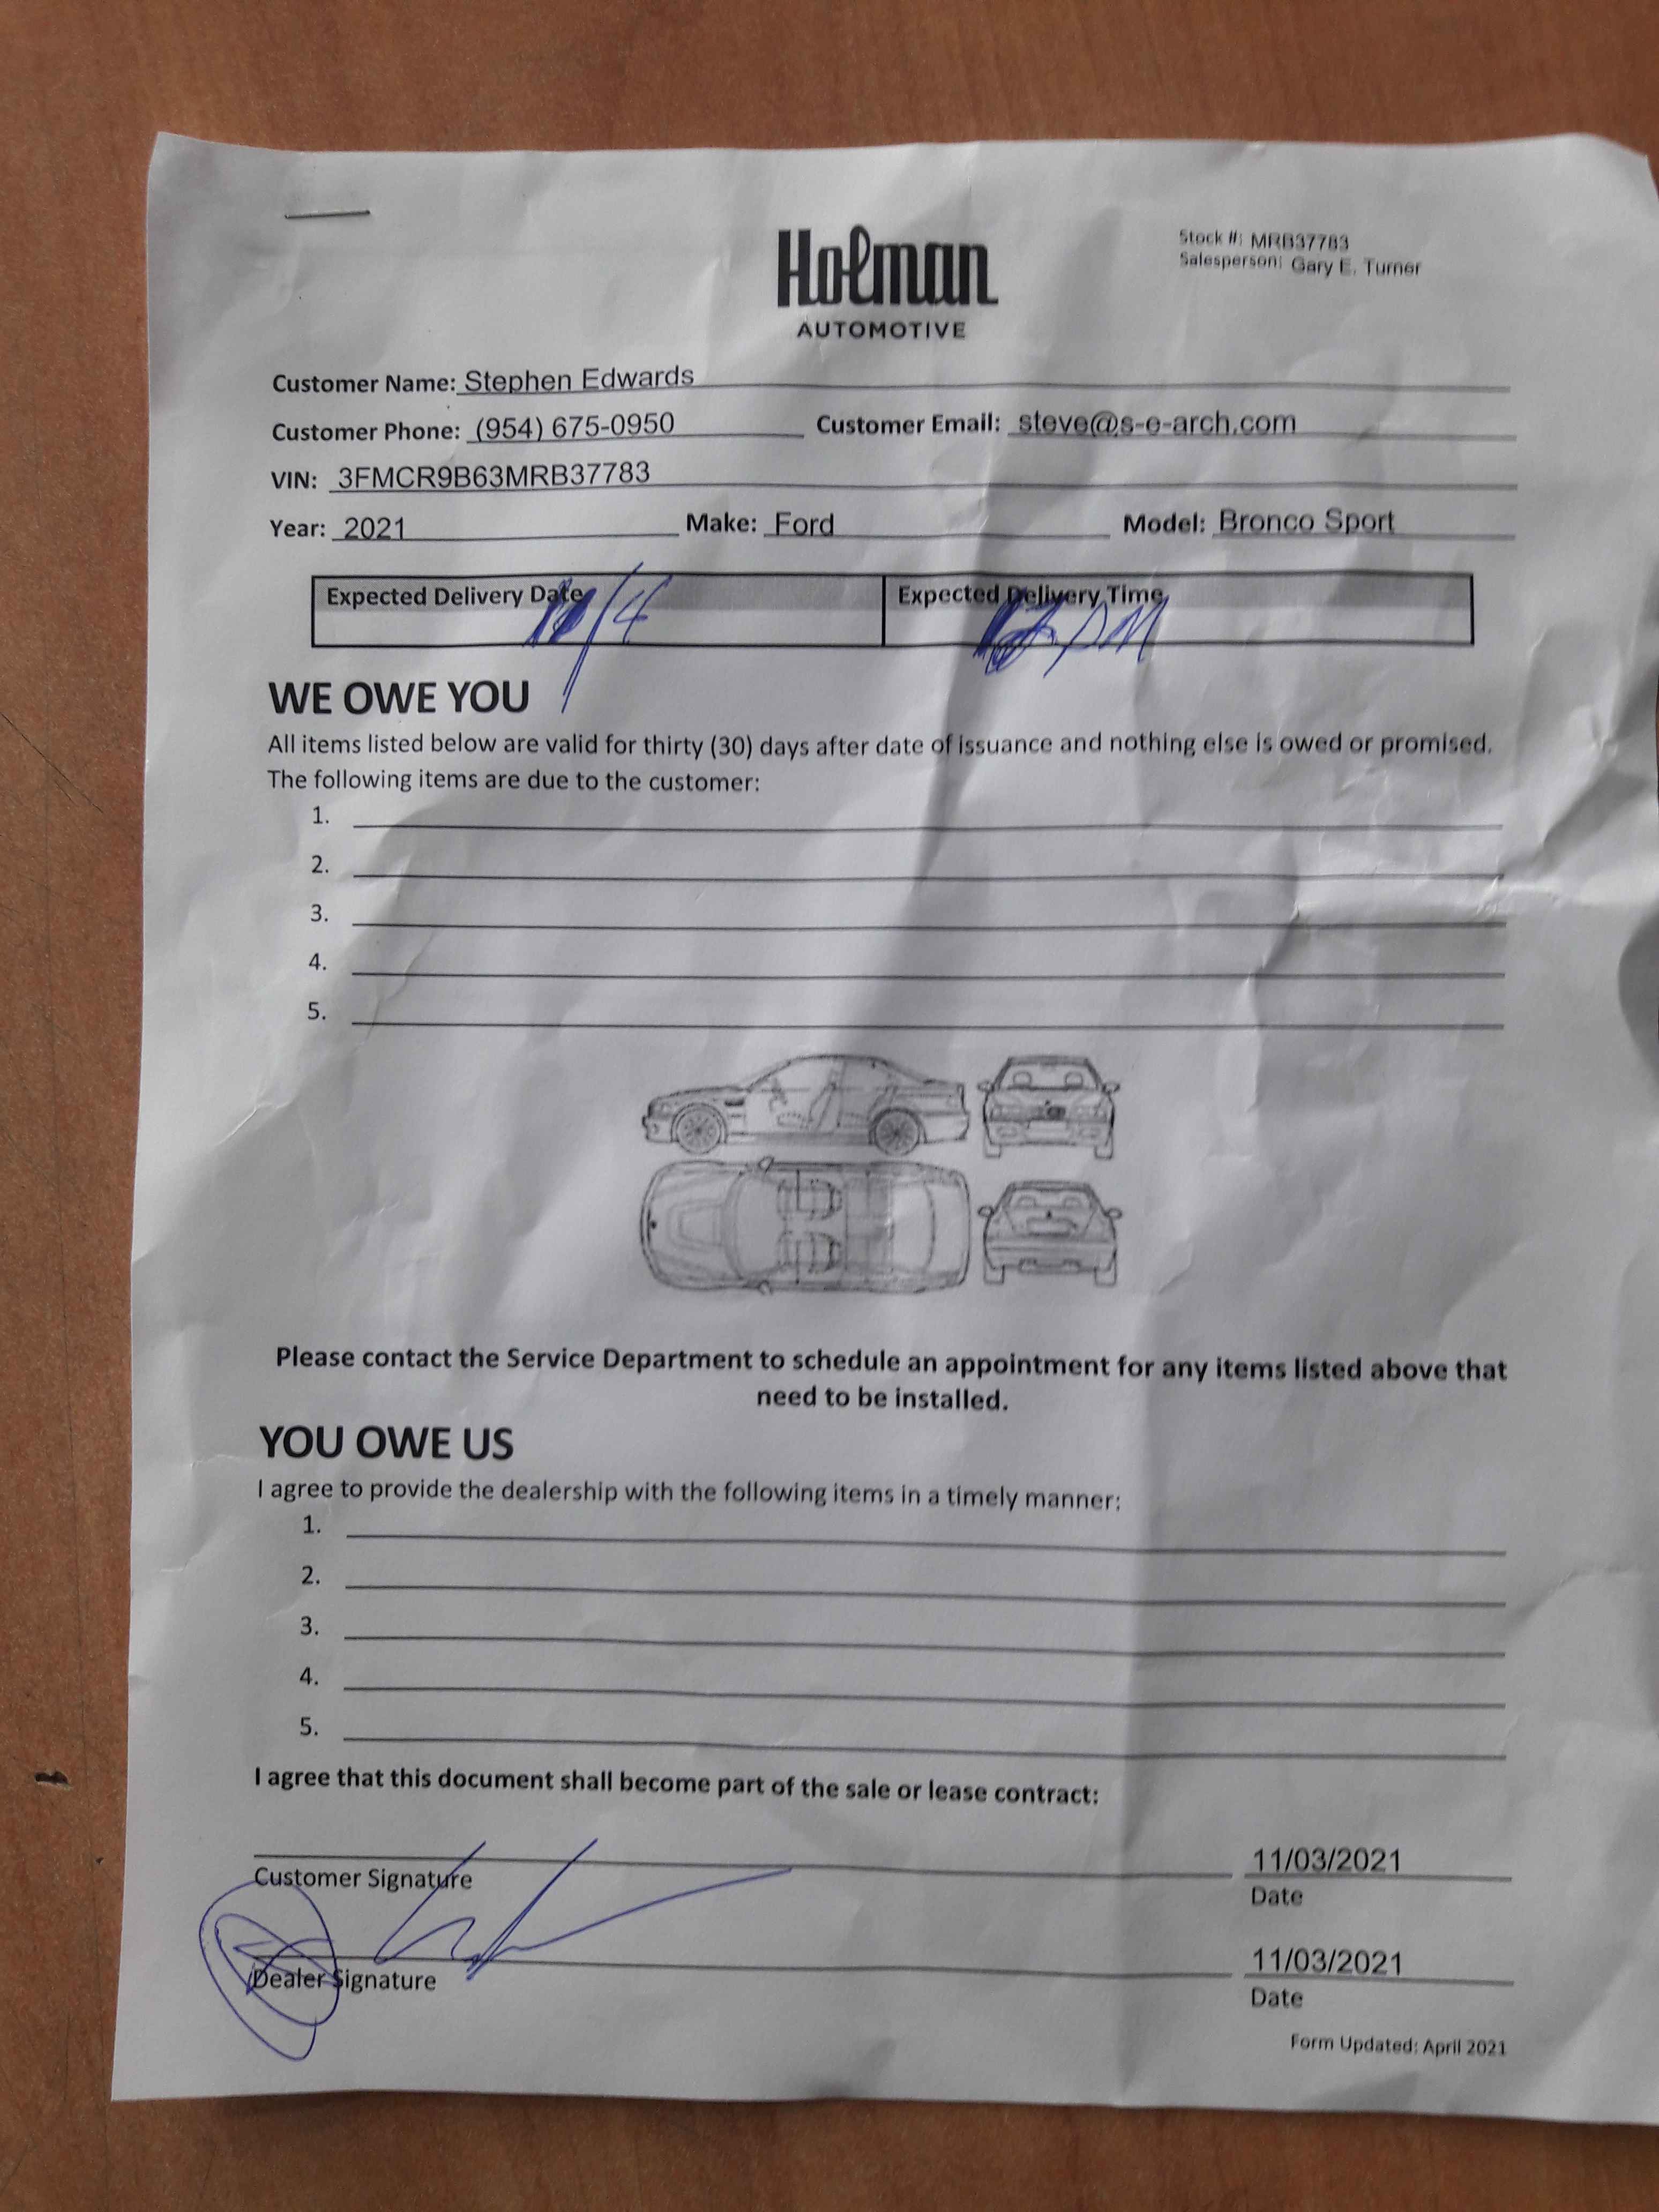 Holman
AUTOMOTIVE
Stock #: MRB37783
Salesperson: Gary E. Turner
Customer Name: Stephen Edwards
Customer Phone: (954) 675-0950 Customer Email: steve@s-e-arch.com
VIN: 3FMCR9B63MRB37783
Year: 2021 Make: Ford Model: Bronco Sport
Expected Delivery Date Expected Delivery Time
11/4 PM
WE OWE YOU
All items listed below are valid for thirty (30) days after date of issuance and nothing else is owed or promised.
The following items are due to the customer:
1.
2.
3.
4.
5.
Please contact the Service Department to schedule an appointment for any items listed above that
need to be installed.
YOU OWE US
I agree to provide the dealership with the following items in a timely manner:
1.
2.
3.
4.
5.
I agree that this document shall become part of the sale or lease contract:
11/03/2021
Customer Signature Date
11/03/2021
Dealer Signature Date
Form Updated: April 2021